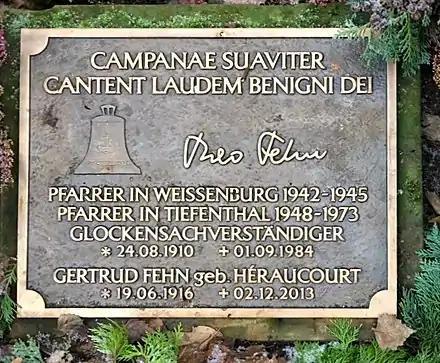 CAMPANAE SUAVITER
CANTENT LAUDEM BENIGNI DEI
Theo Fehn
PFARRER IN WEISSENBURG 1942-1945
PFARRER IN TIEFENTHAL 1948-1973
GLOCKENSACHVERSTÄNDIGER
* 24.08.1910 + 01.09.1984
GERTRUD FEHN geb. HÉRAUCOURT
* 19.06.1916 + 02.12.2013